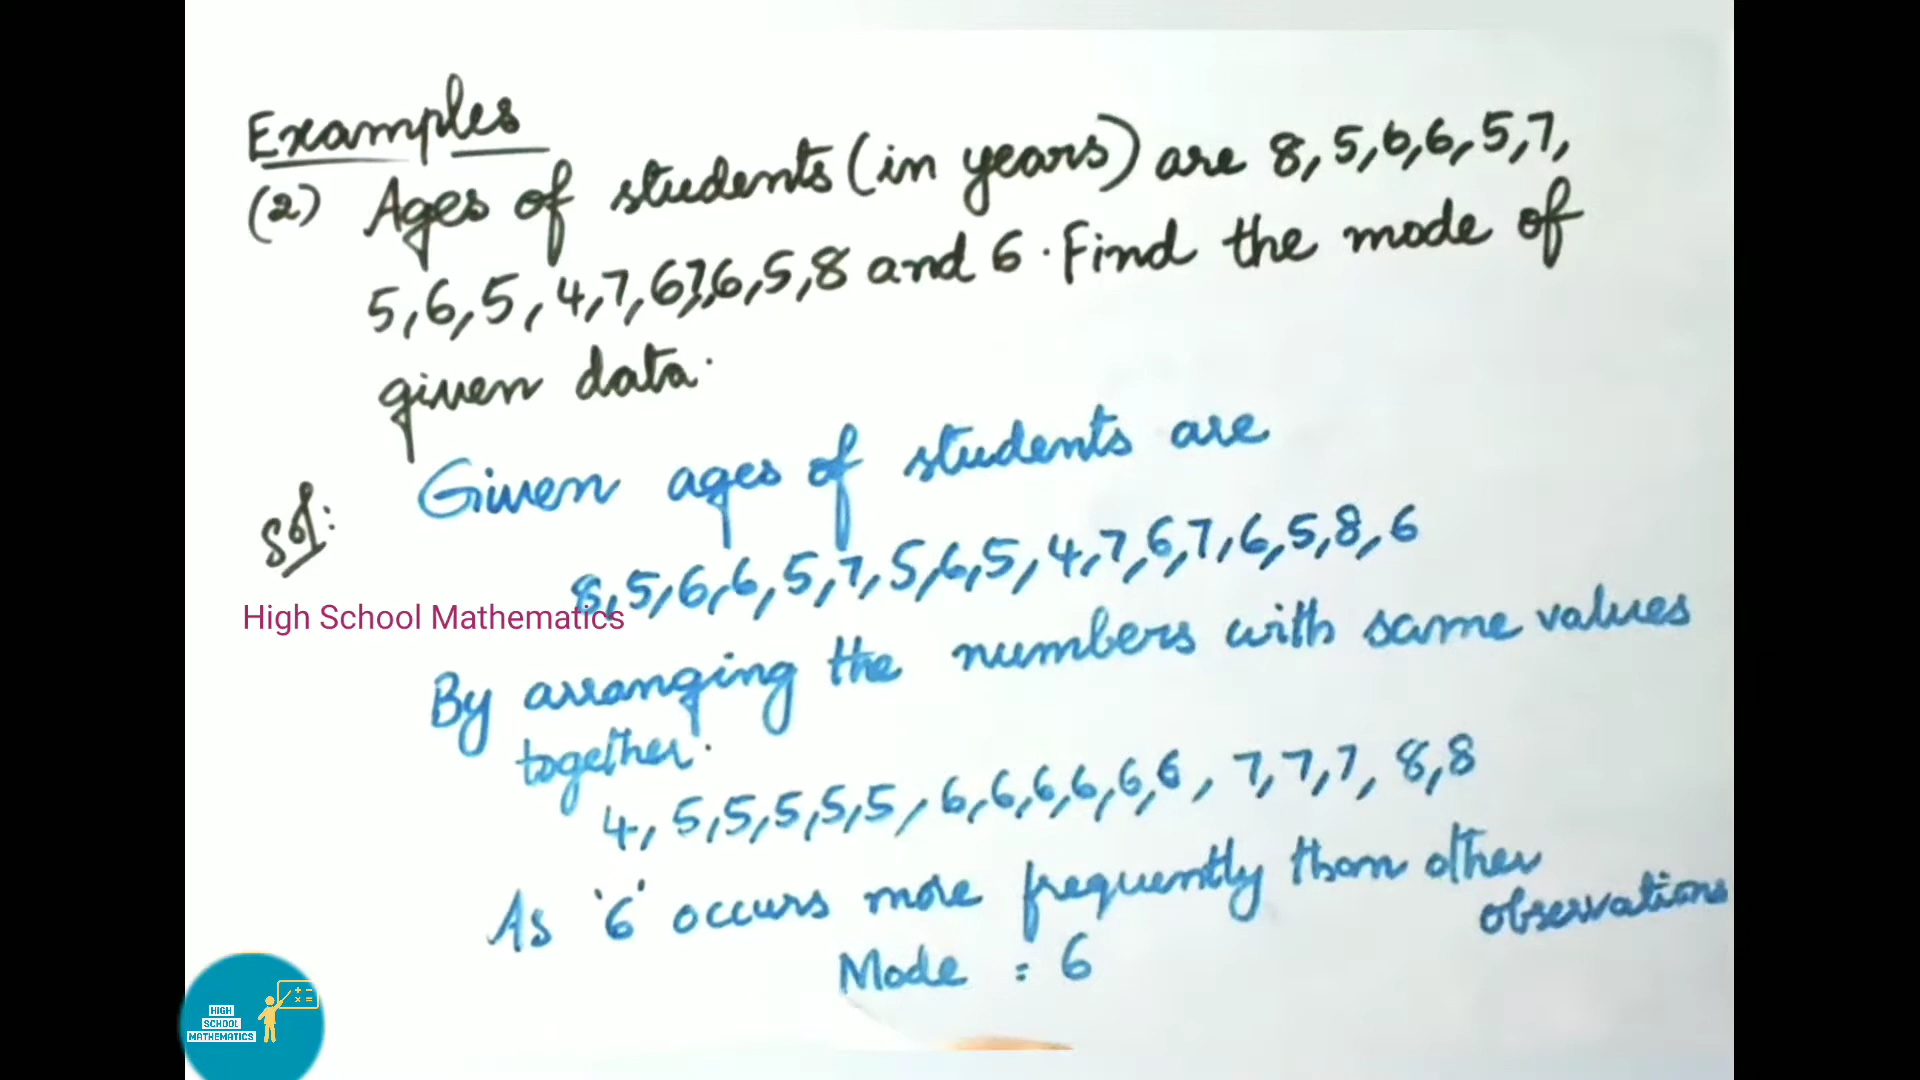 Examples
(2) Ages of students (in years) are 8,5,6,6,5,7,
5,6,5,4,7,6,7,6,5,8 and 6. Find the mode of
given data.
Sol:
Given ages of students are
8,5,6,6,5,7,5,6,5,4,7,6,7,6,5,8,6
High School Mathematics
By arranging the numbers with same values
together.
4, 5,5,5,5,5, 6,6,6,6,6,6, 7,7,7, 8,8
As '6' occurs more frequently than other
observations
Mode = 6
HIGH
SCHOOL
MATHEMATICS